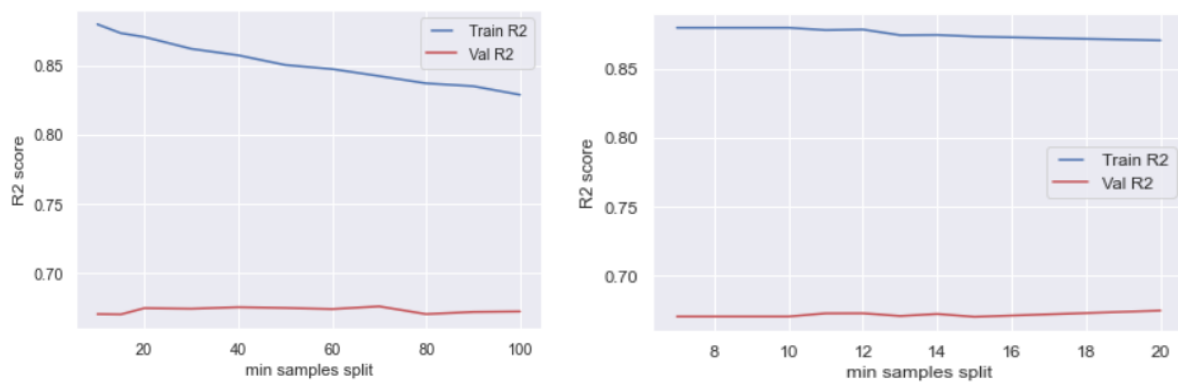 Train R2
Val R2
0.85
0.80
0.75
0.70
R2 score
20 40 60 80 100
min samples split
Train R2
Val R2
0.85
0.80
0.75
0.70
R2 score
8 10 12 14 16 18 20
min samples split